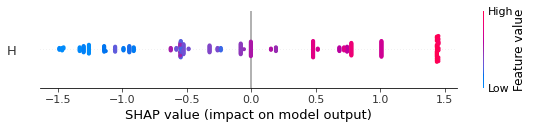 High
H
Low
Feature value
−1.5 −1.0 −0.5 0.0 0.5 1.0 1.5
SHAP value (impact on model output)